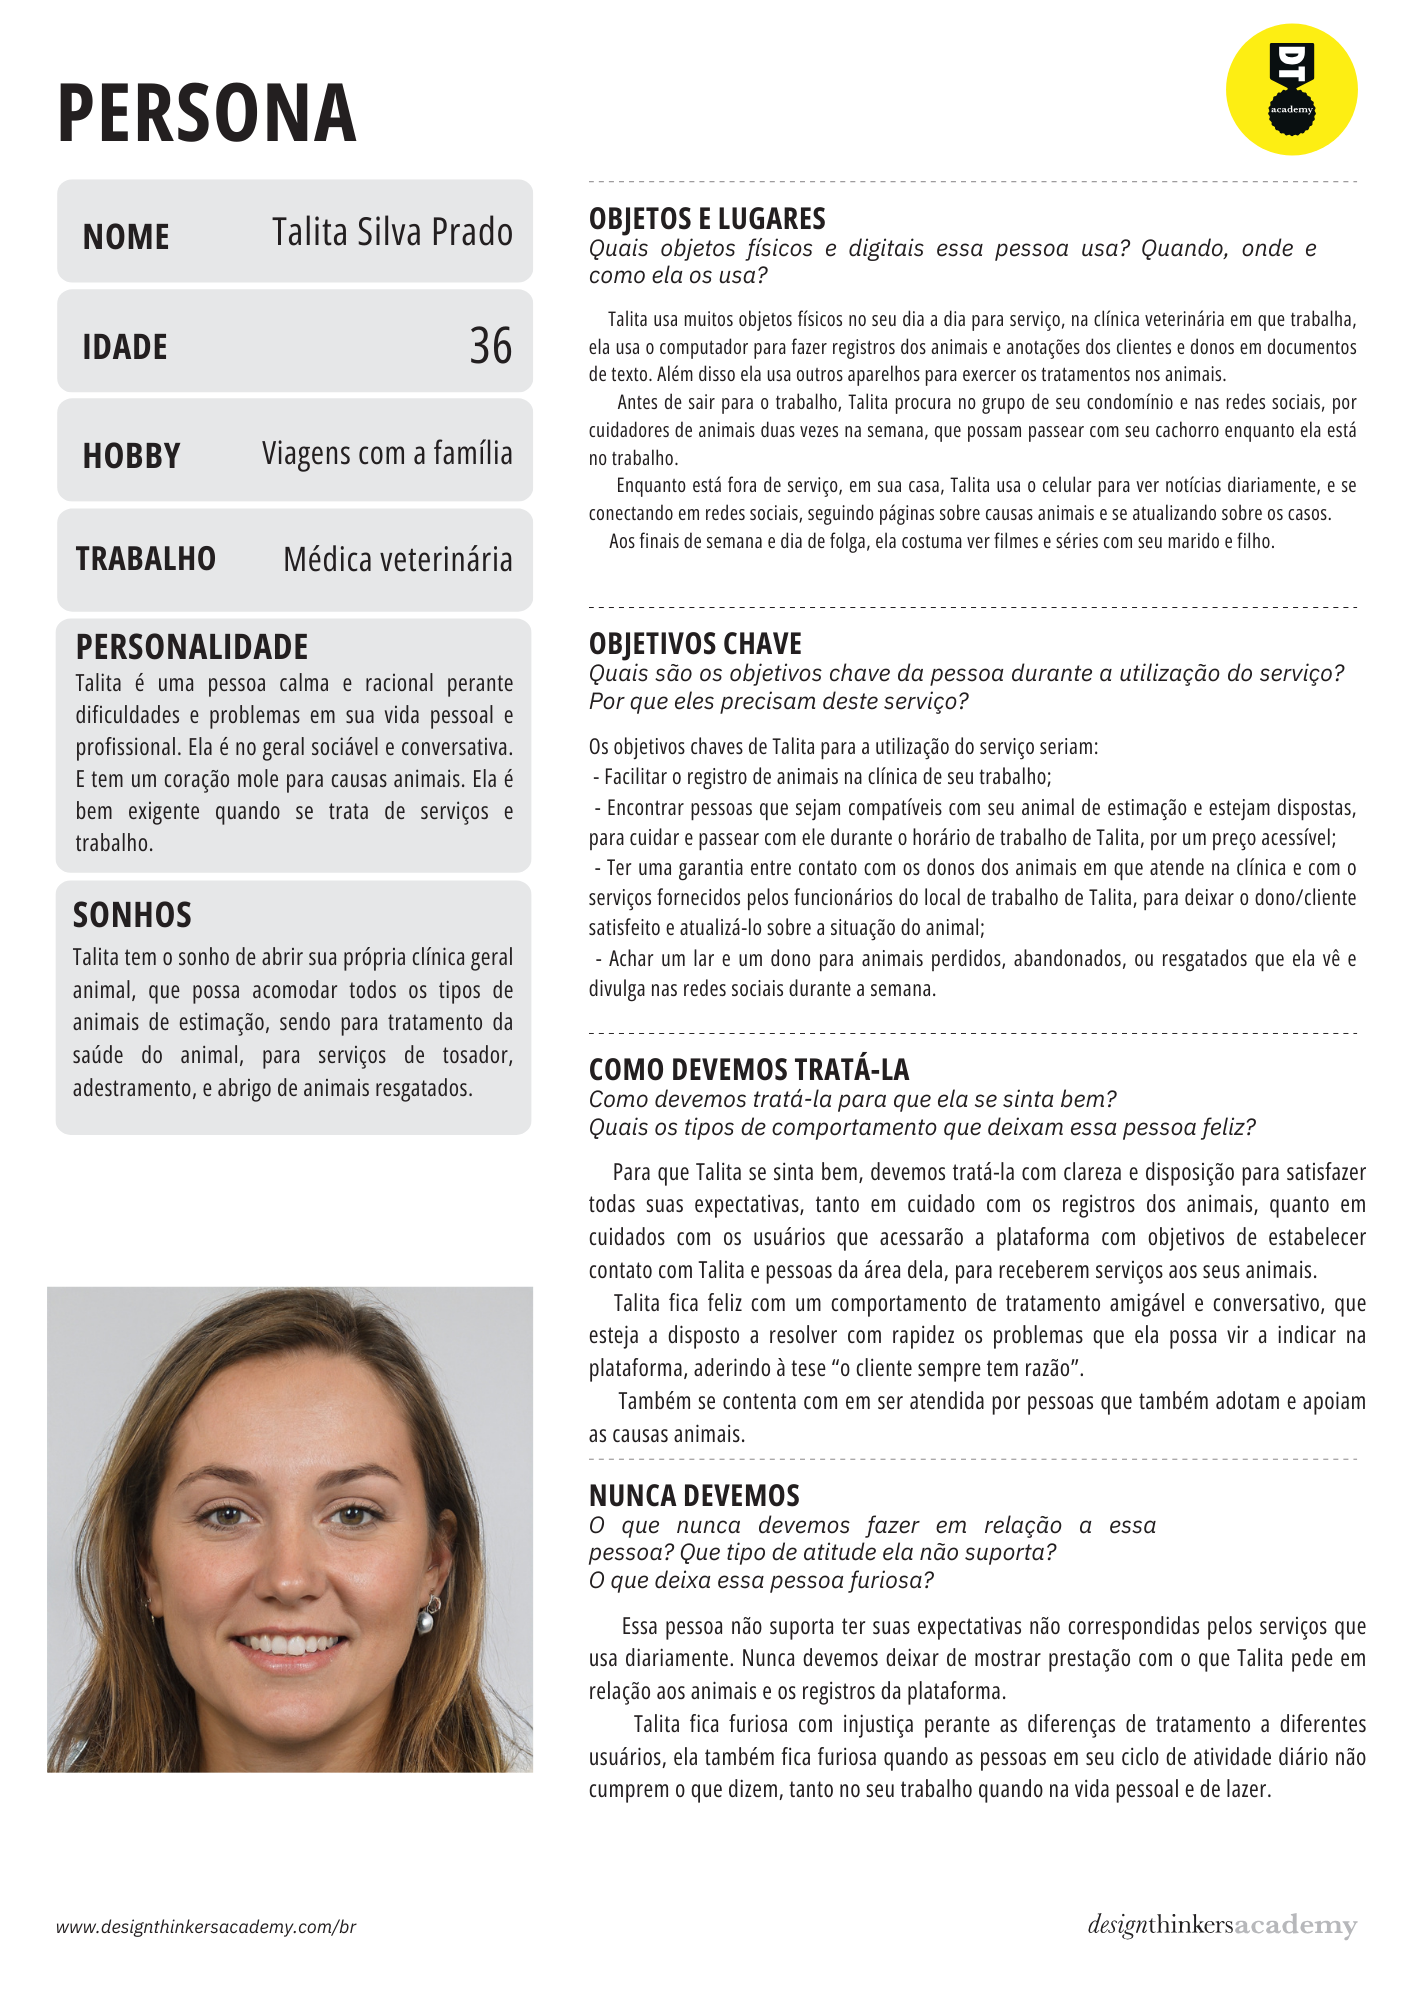 PERSONA
DT
academy
NOME Talita Silva Prado
IDADE 36
HOBBY Viagens com a família
TRABALHO Médica veterinária
PERSONALIDADE
Talita é uma pessoa calma e racional perante
dificuldades e problemas em sua vida pessoal e
profissional. Ela é no geral sociável e conversativa.
E tem um coração mole para causas animais. Ela é
bem exigente quando se trata de serviços e
trabalho.
SONHOS
Talita tem o sonho de abrir sua própria clínica geral
animal, que possa acomodar todos os tipos de
animais de estimação, sendo para tratamento da
saúde do animal, para serviços de tosador,
adestramento, e abrigo de animais resgatados.
OBJETOS E LUGARES
Quais objetos físicos e digitais essa pessoa usa? Quando, onde e
como ela os usa?
Talita usa muitos objetos físicos no seu dia a dia para serviço, na clínica veterinária em que trabalha,
ela usa o computador para fazer registros dos animais e anotações dos clientes e donos em documentos
de texto. Além disso ela usa outros aparelhos para exercer os tratamentos nos animais.
Antes de sair para o trabalho, Talita procura no grupo de seu condomínio e nas redes sociais, por
cuidadores de animais duas vezes na semana, que possam passear com seu cachorro enquanto ela está
no trabalho.
Enquanto está fora de serviço, em sua casa, Talita usa o celular para ver notícias diariamente, e se
conectando em redes sociais, seguindo páginas sobre causas animais e se atualizando sobre os casos.
Aos finais de semana e dia de folga, ela costuma ver filmes e séries com seu marido e filho.
OBJETIVOS CHAVE
Quais são os objetivos chave da pessoa durante a utilização do serviço?
Por que eles precisam deste serviço?
Os objetivos chaves de Talita para a utilização do serviço seriam:
- Facilitar o registro de animais na clínica de seu trabalho;
- Encontrar pessoas que sejam compatíveis com seu animal de estimação e estejam dispostas,
para cuidar e passear com ele durante o horário de trabalho de Talita, por um preço acessível;
- Ter uma garantia entre contato com os donos dos animais em que atende na clínica e com o
serviços fornecidos pelos funcionários do local de trabalho de Talita, para deixar o dono/cliente
satisfeito e atualizá-lo sobre a situação do animal;
- Achar um lar e um dono para animais perdidos, abandonados, ou resgatados que ela vê e
divulga nas redes sociais durante a semana.
COMO DEVEMOS TRATÁ-LA
Como devemos tratá-la para que ela se sinta bem?
Quais os tipos de comportamento que deixam essa pessoa feliz?
Para que Talita se sinta bem, devemos tratá-la com clareza e disposição para satisfazer
todas suas expectativas, tanto em cuidado com os registros dos animais, quanto em
cuidados com os usuários que acessarão a plataforma com objetivos de estabelecer
contato com Talita e pessoas da área dela, para receberem serviços aos seus animais.
Talita fica feliz com um comportamento de tratamento amigável e conversativo, que
esteja a disposto a resolver com rapidez os problemas que ela possa vir a indicar na
plataforma, aderindo à tese “o cliente sempre tem razão”.
Também se contenta com em ser atendida por pessoas que também adotam e apoiam
as causas animais.
NUNCA DEVEMOS
O que nunca devemos fazer em relação a essa
pessoa? Que tipo de atitude ela não suporta?
O que deixa essa pessoa furiosa?
Essa pessoa não suporta ter suas expectativas não correspondidas pelos serviços que
usa diariamente. Nunca devemos deixar de mostrar prestação com o que Talita pede em
relação aos animais e os registros da plataforma.
Talita fica furiosa com injustiça perante as diferenças de tratamento a diferentes
usuários, ela também fica furiosa quando as pessoas em seu ciclo de atividade diário não
cumprem o que dizem, tanto no seu trabalho quando na vida pessoal e de lazer.
www.designthinkersacademy.com/br
designthinkersacademy